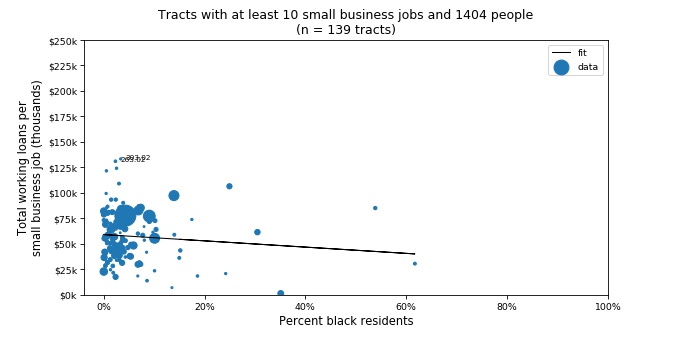 Tracts with at least 10 small business jobs and 1404 people
(n = 139 tracts)
Total working loans per
small business job (thousands)
$250k
$225k
$200k
$175k
$150k
$125k
$100k
$75k
$50k
$25k
$0k
fit
data
0%
20%
40%
60%
80%
100%
Percent black residents